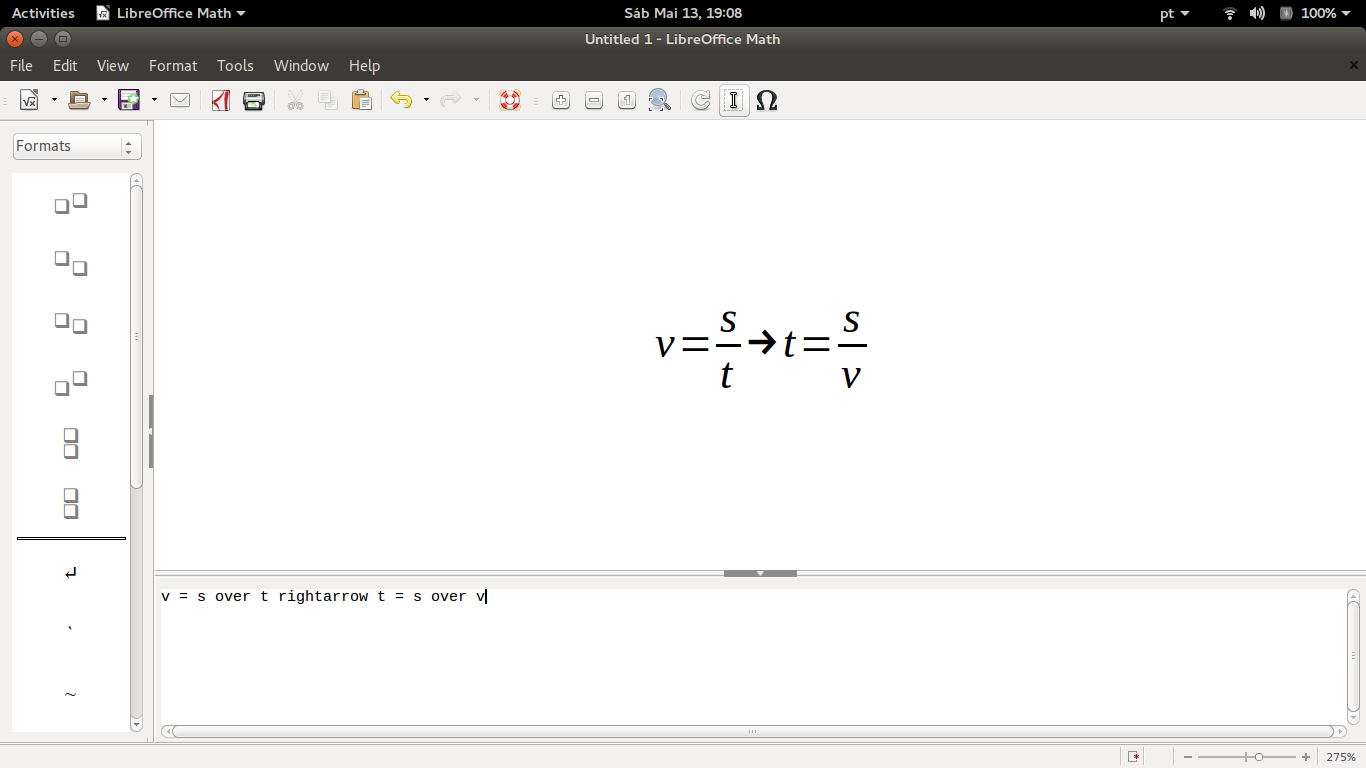 Activities LibreOffice Math Sáb Mai 13, 19:08 pt 100%
Untitled 1 - LibreOffice Math
File Edit View Format Tools Window Help
Formats
v = s/t → t = s/v
v = s over t rightarrow t = s over v
275%